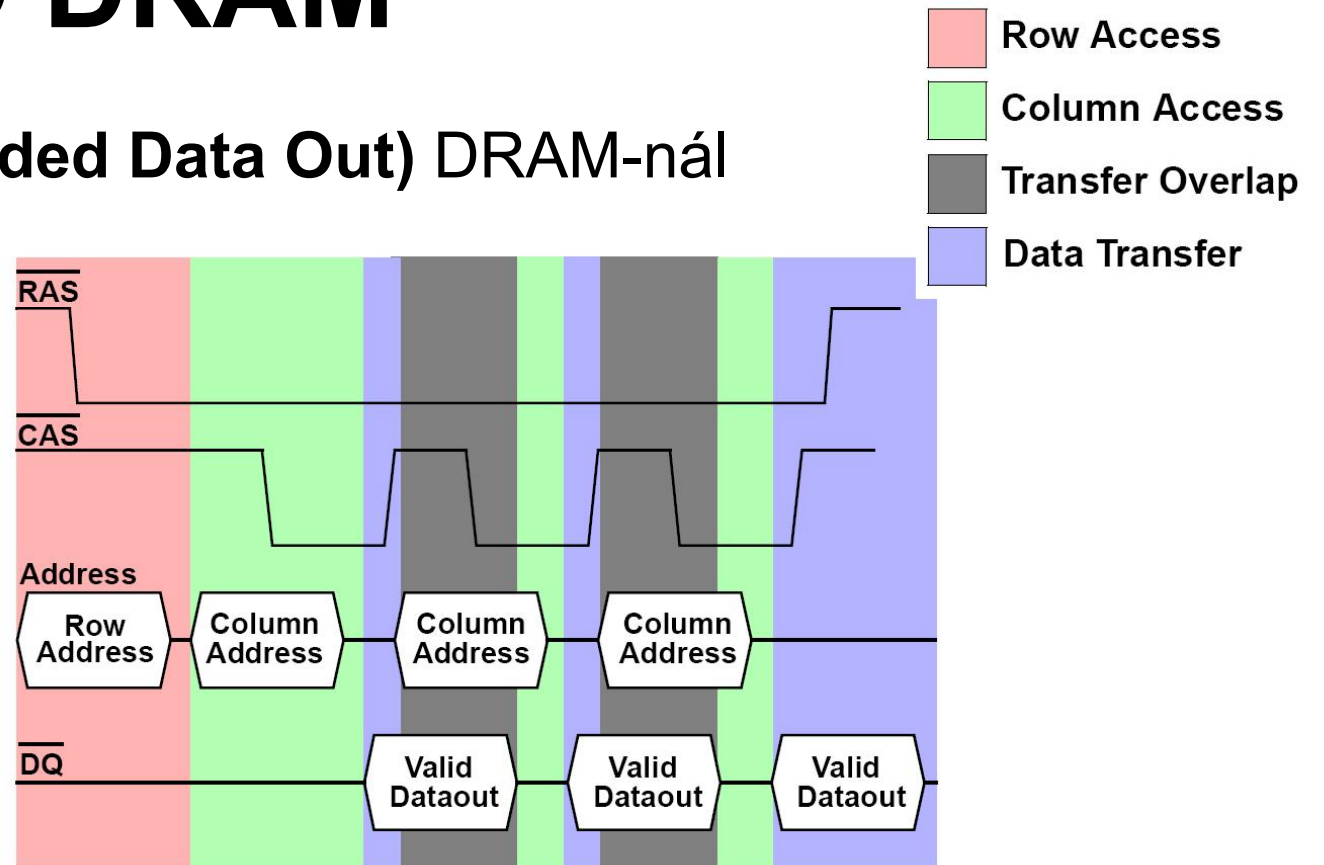 DRAM
Row Access
Column Access
ded Data Out) DRAM-nál
Transfer Overlap
Data Transfer
RAS
CAS
Address
Row
Address
Column
Address
Column
Address
Column
Address
DQ
Valid
Dataout
Valid
Dataout
Valid
Dataout